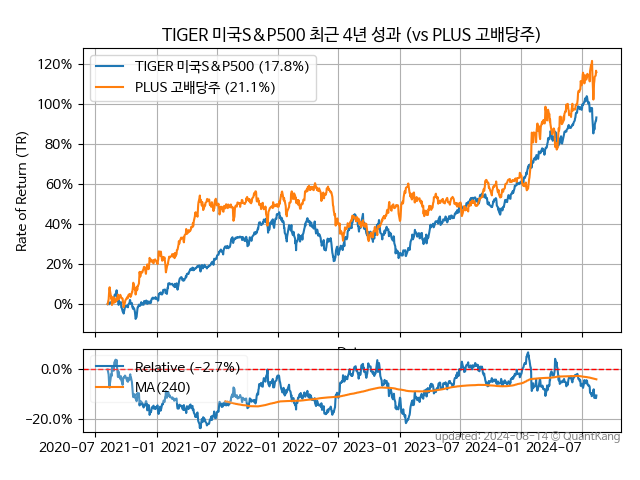 TIGER 미국S&P500 최근 4년 성과 (vs PLUS 고배당주)
Rate of Return (TR)
120%
100%
80%
60%
40%
20%
0%
TIGER 미국S&P500 (17.8%)
PLUS 고배당주 (21.1%)
0.0%
−20.0%
Relative (−2.7%)
MA(240)
2020-07 2021-01 2021-07 2022-01 2022-07 2023-01 2023-07 2024-01 2024-07
updated: 2024-08-14 © QuantKang